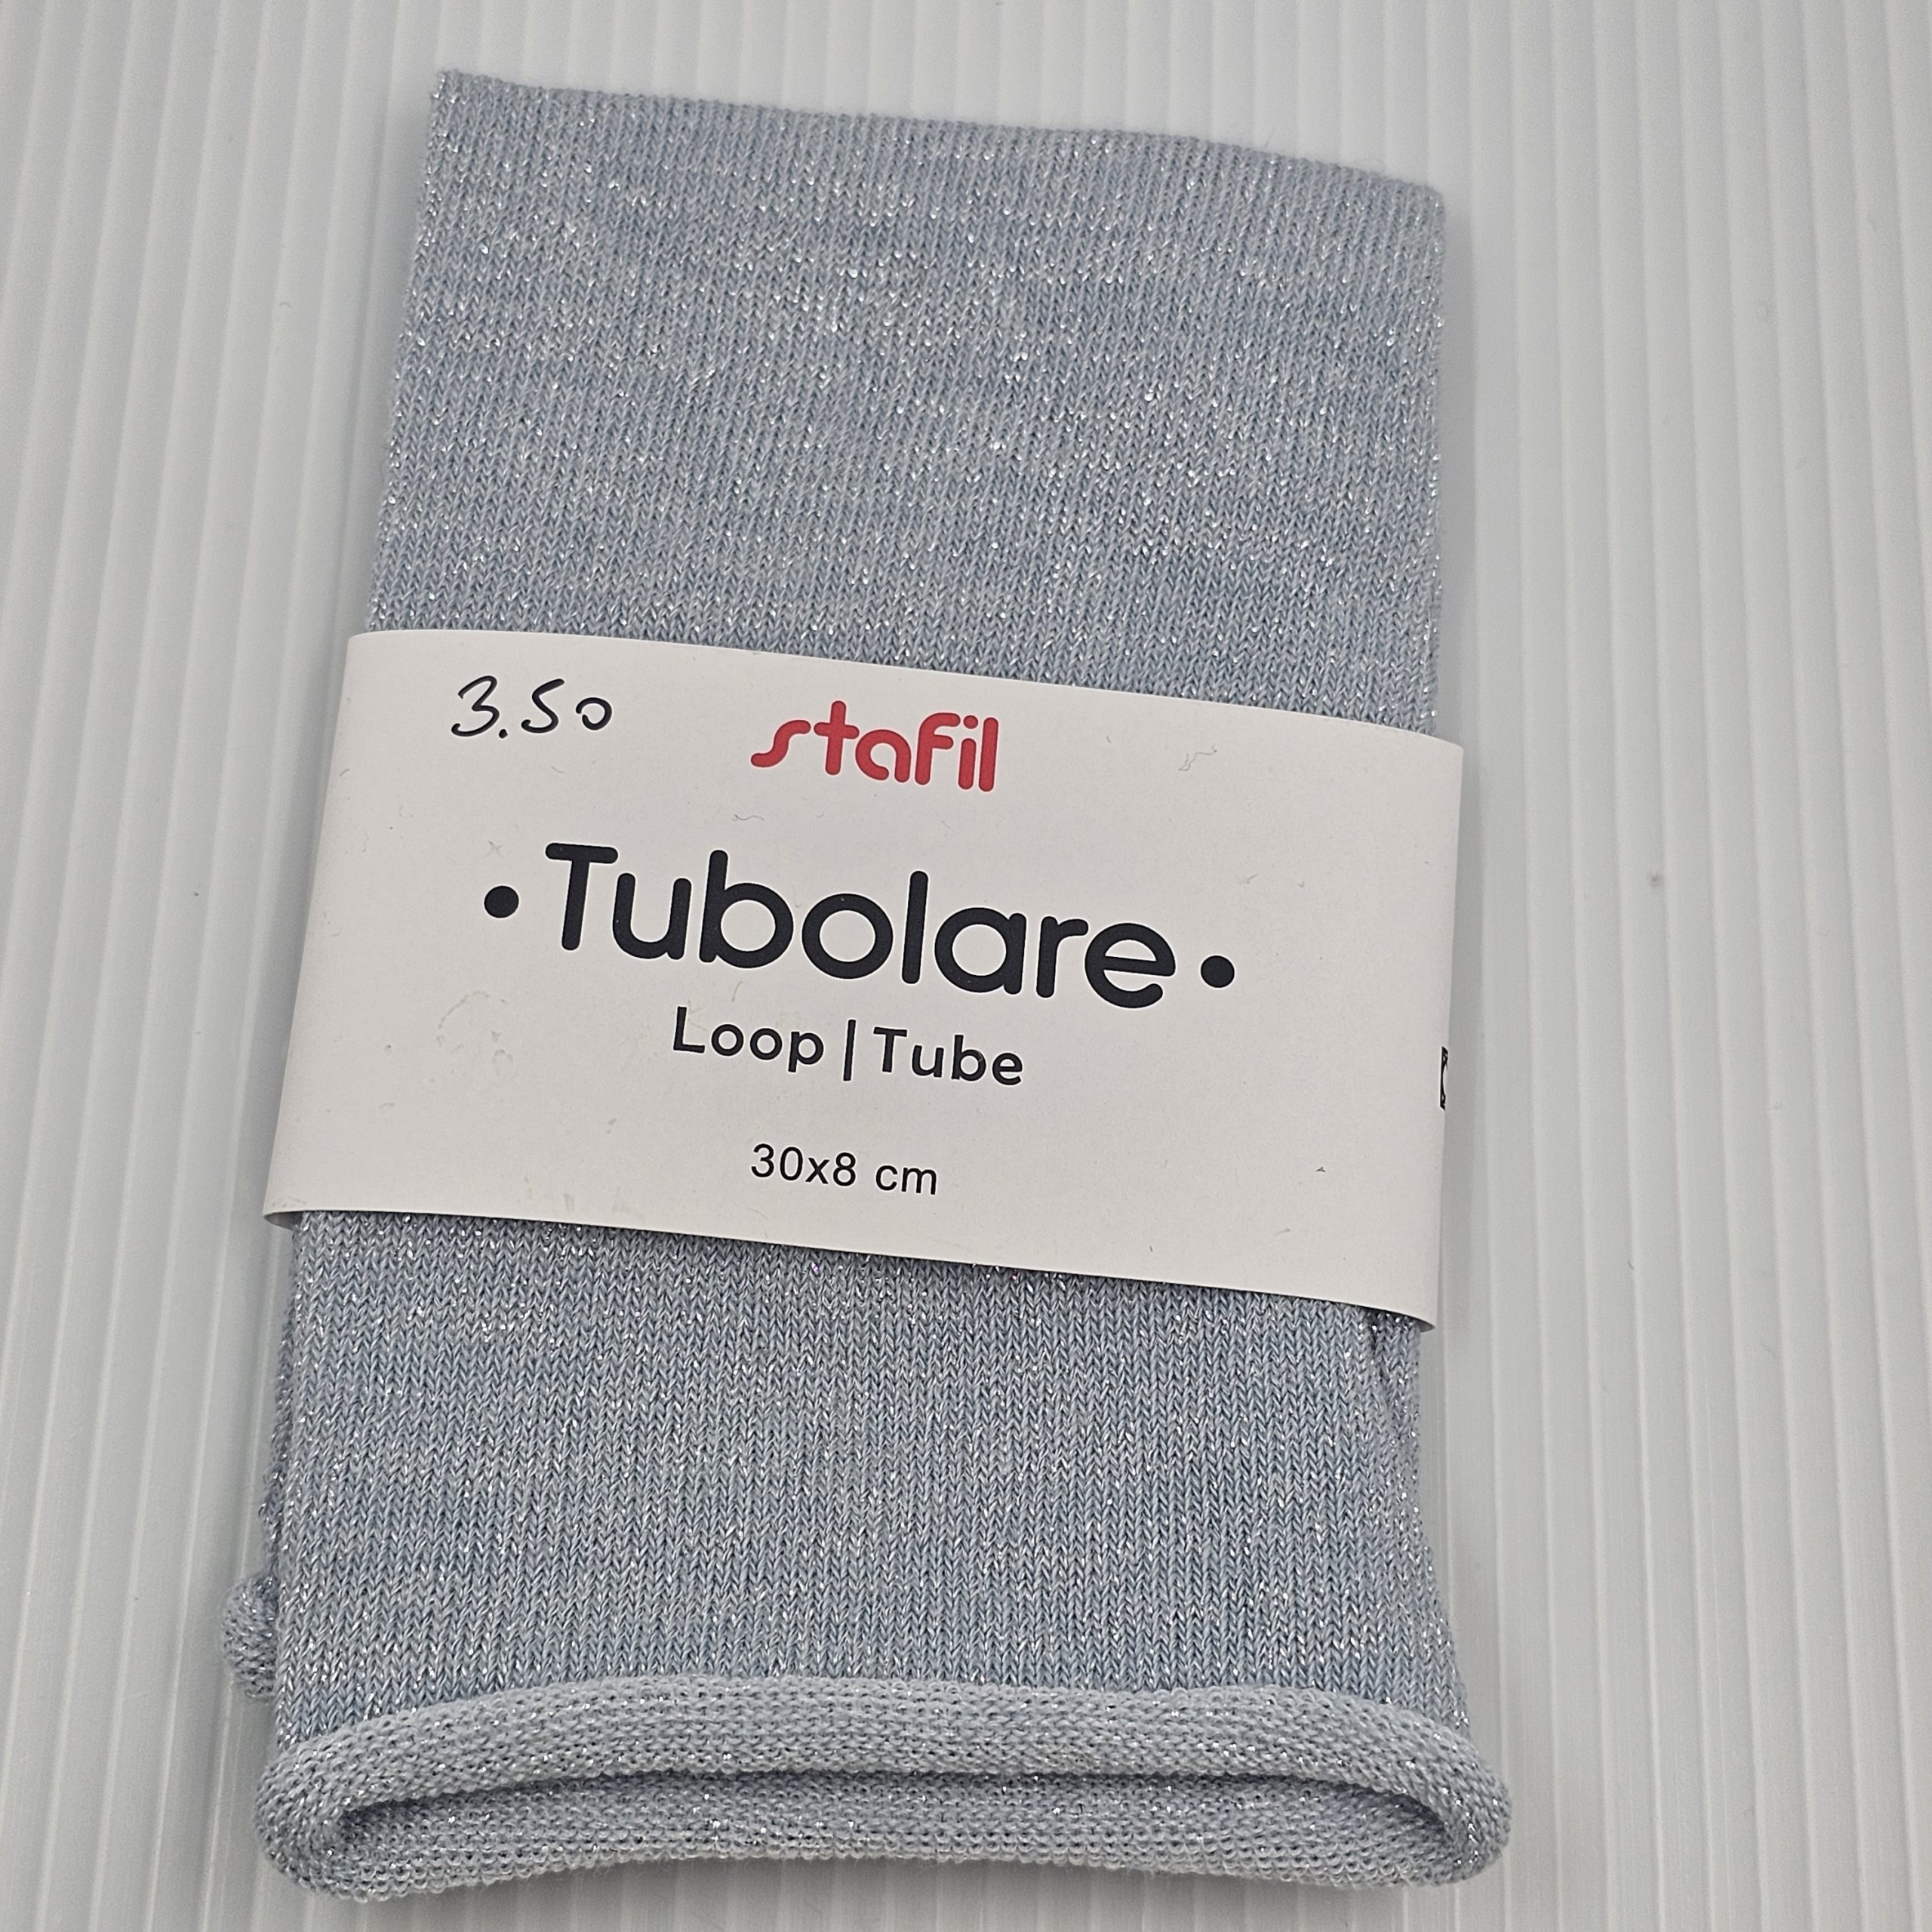 3.50
stafil
•Tubolare•
Loop|Tube
30x8 cm